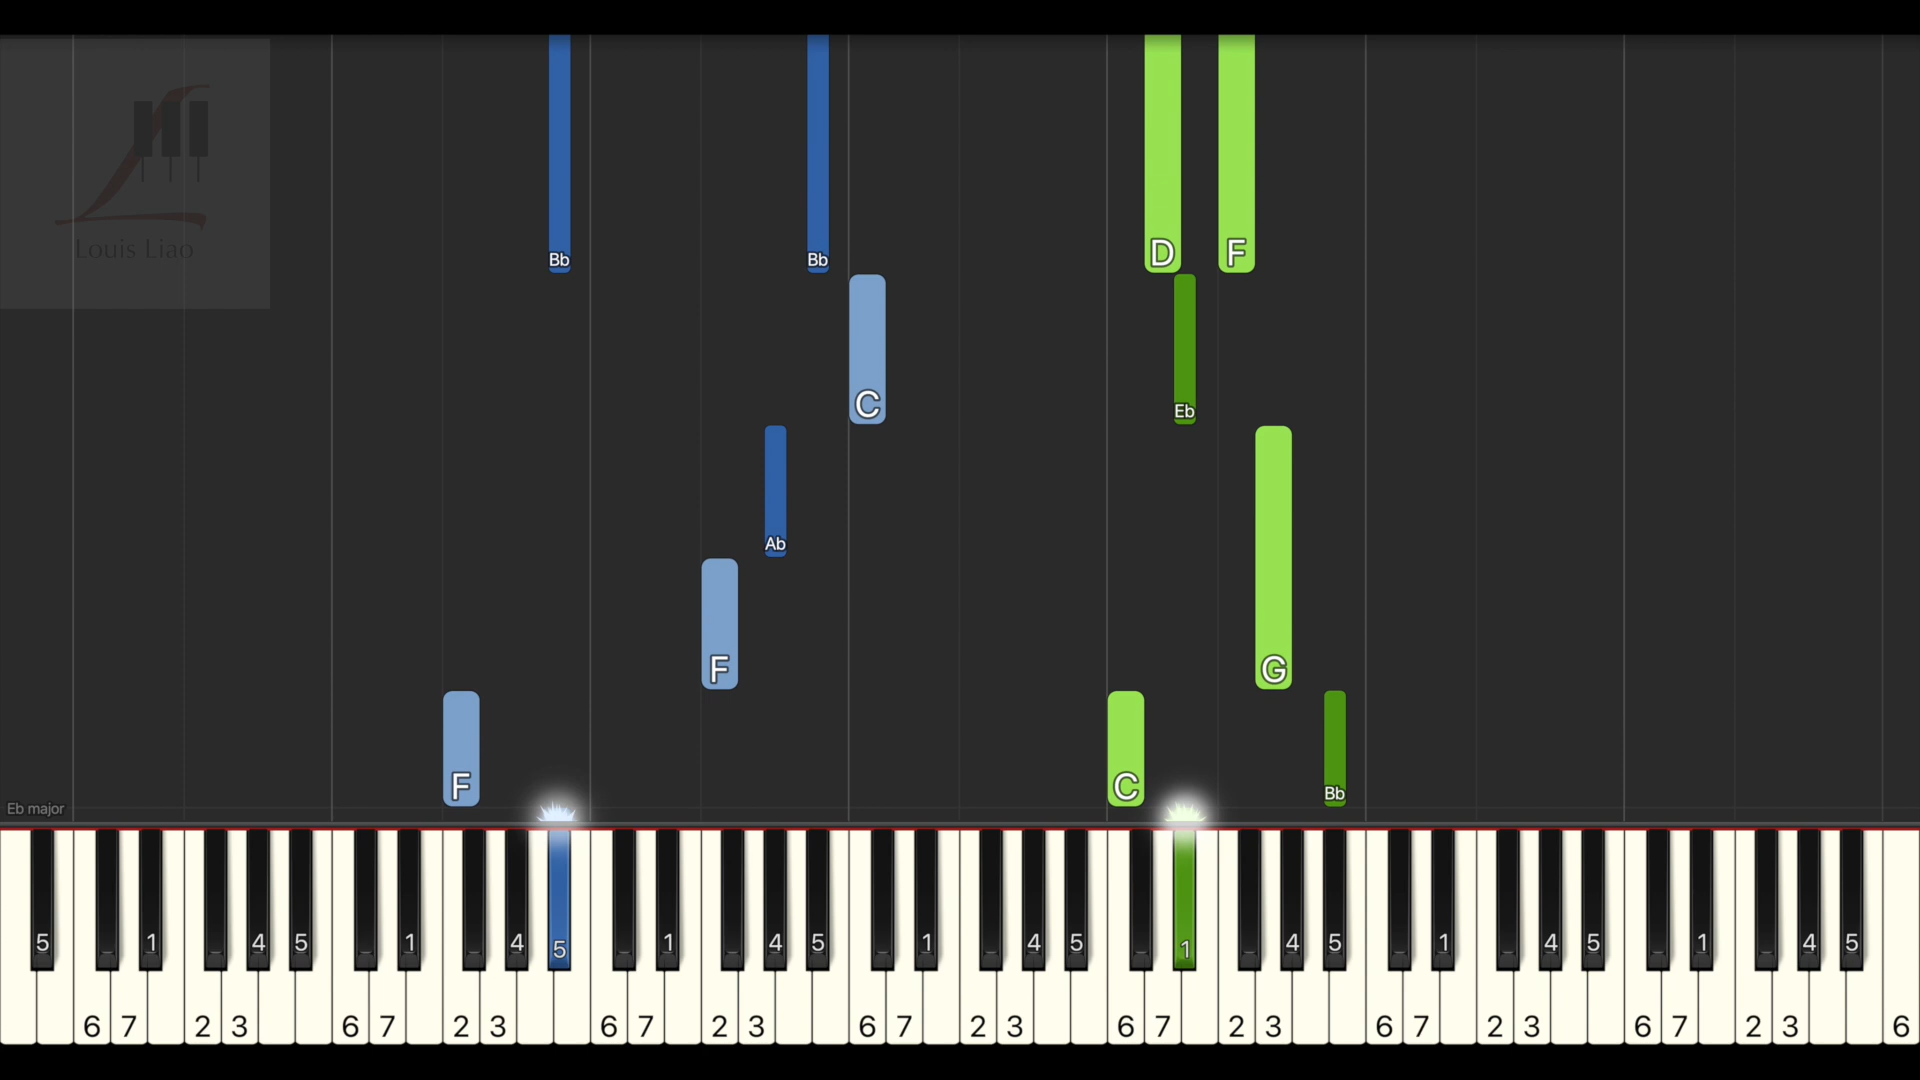 Bb Bb D F
Louis Liao
C Eb
Ab
F G
F C Bb
Eb major
5 1 4 5 1 4 5 1 4 5 1 4 5 1 4 5 1 4 5 1 4 5
6 7 2 3 6 7 2 3 6 7 2 3 6 7 2 3 6 7 2 3 6 7 2 3 6 7 2 3 6